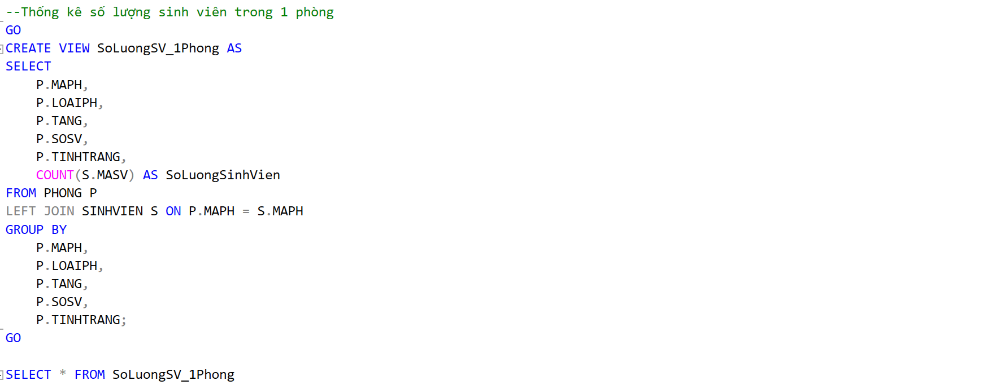 --Thống kê số lượng sinh viên trong 1 phòng
GO
CREATE VIEW SoLuongSV_1Phong AS
SELECT
    P.MAPH,
    P.LOAIPH,
    P.TANG,
    P.SOSV,
    P.TINHTRANG,
    COUNT(S.MASV) AS SoLuongSinhVien
FROM PHONG P
LEFT JOIN SINHVIEN S ON P.MAPH = S.MAPH
GROUP BY
    P.MAPH,
    P.LOAIPH,
    P.TANG,
    P.SOSV,
    P.TINHTRANG;
GO
SELECT * FROM SoLuongSV_1Phong